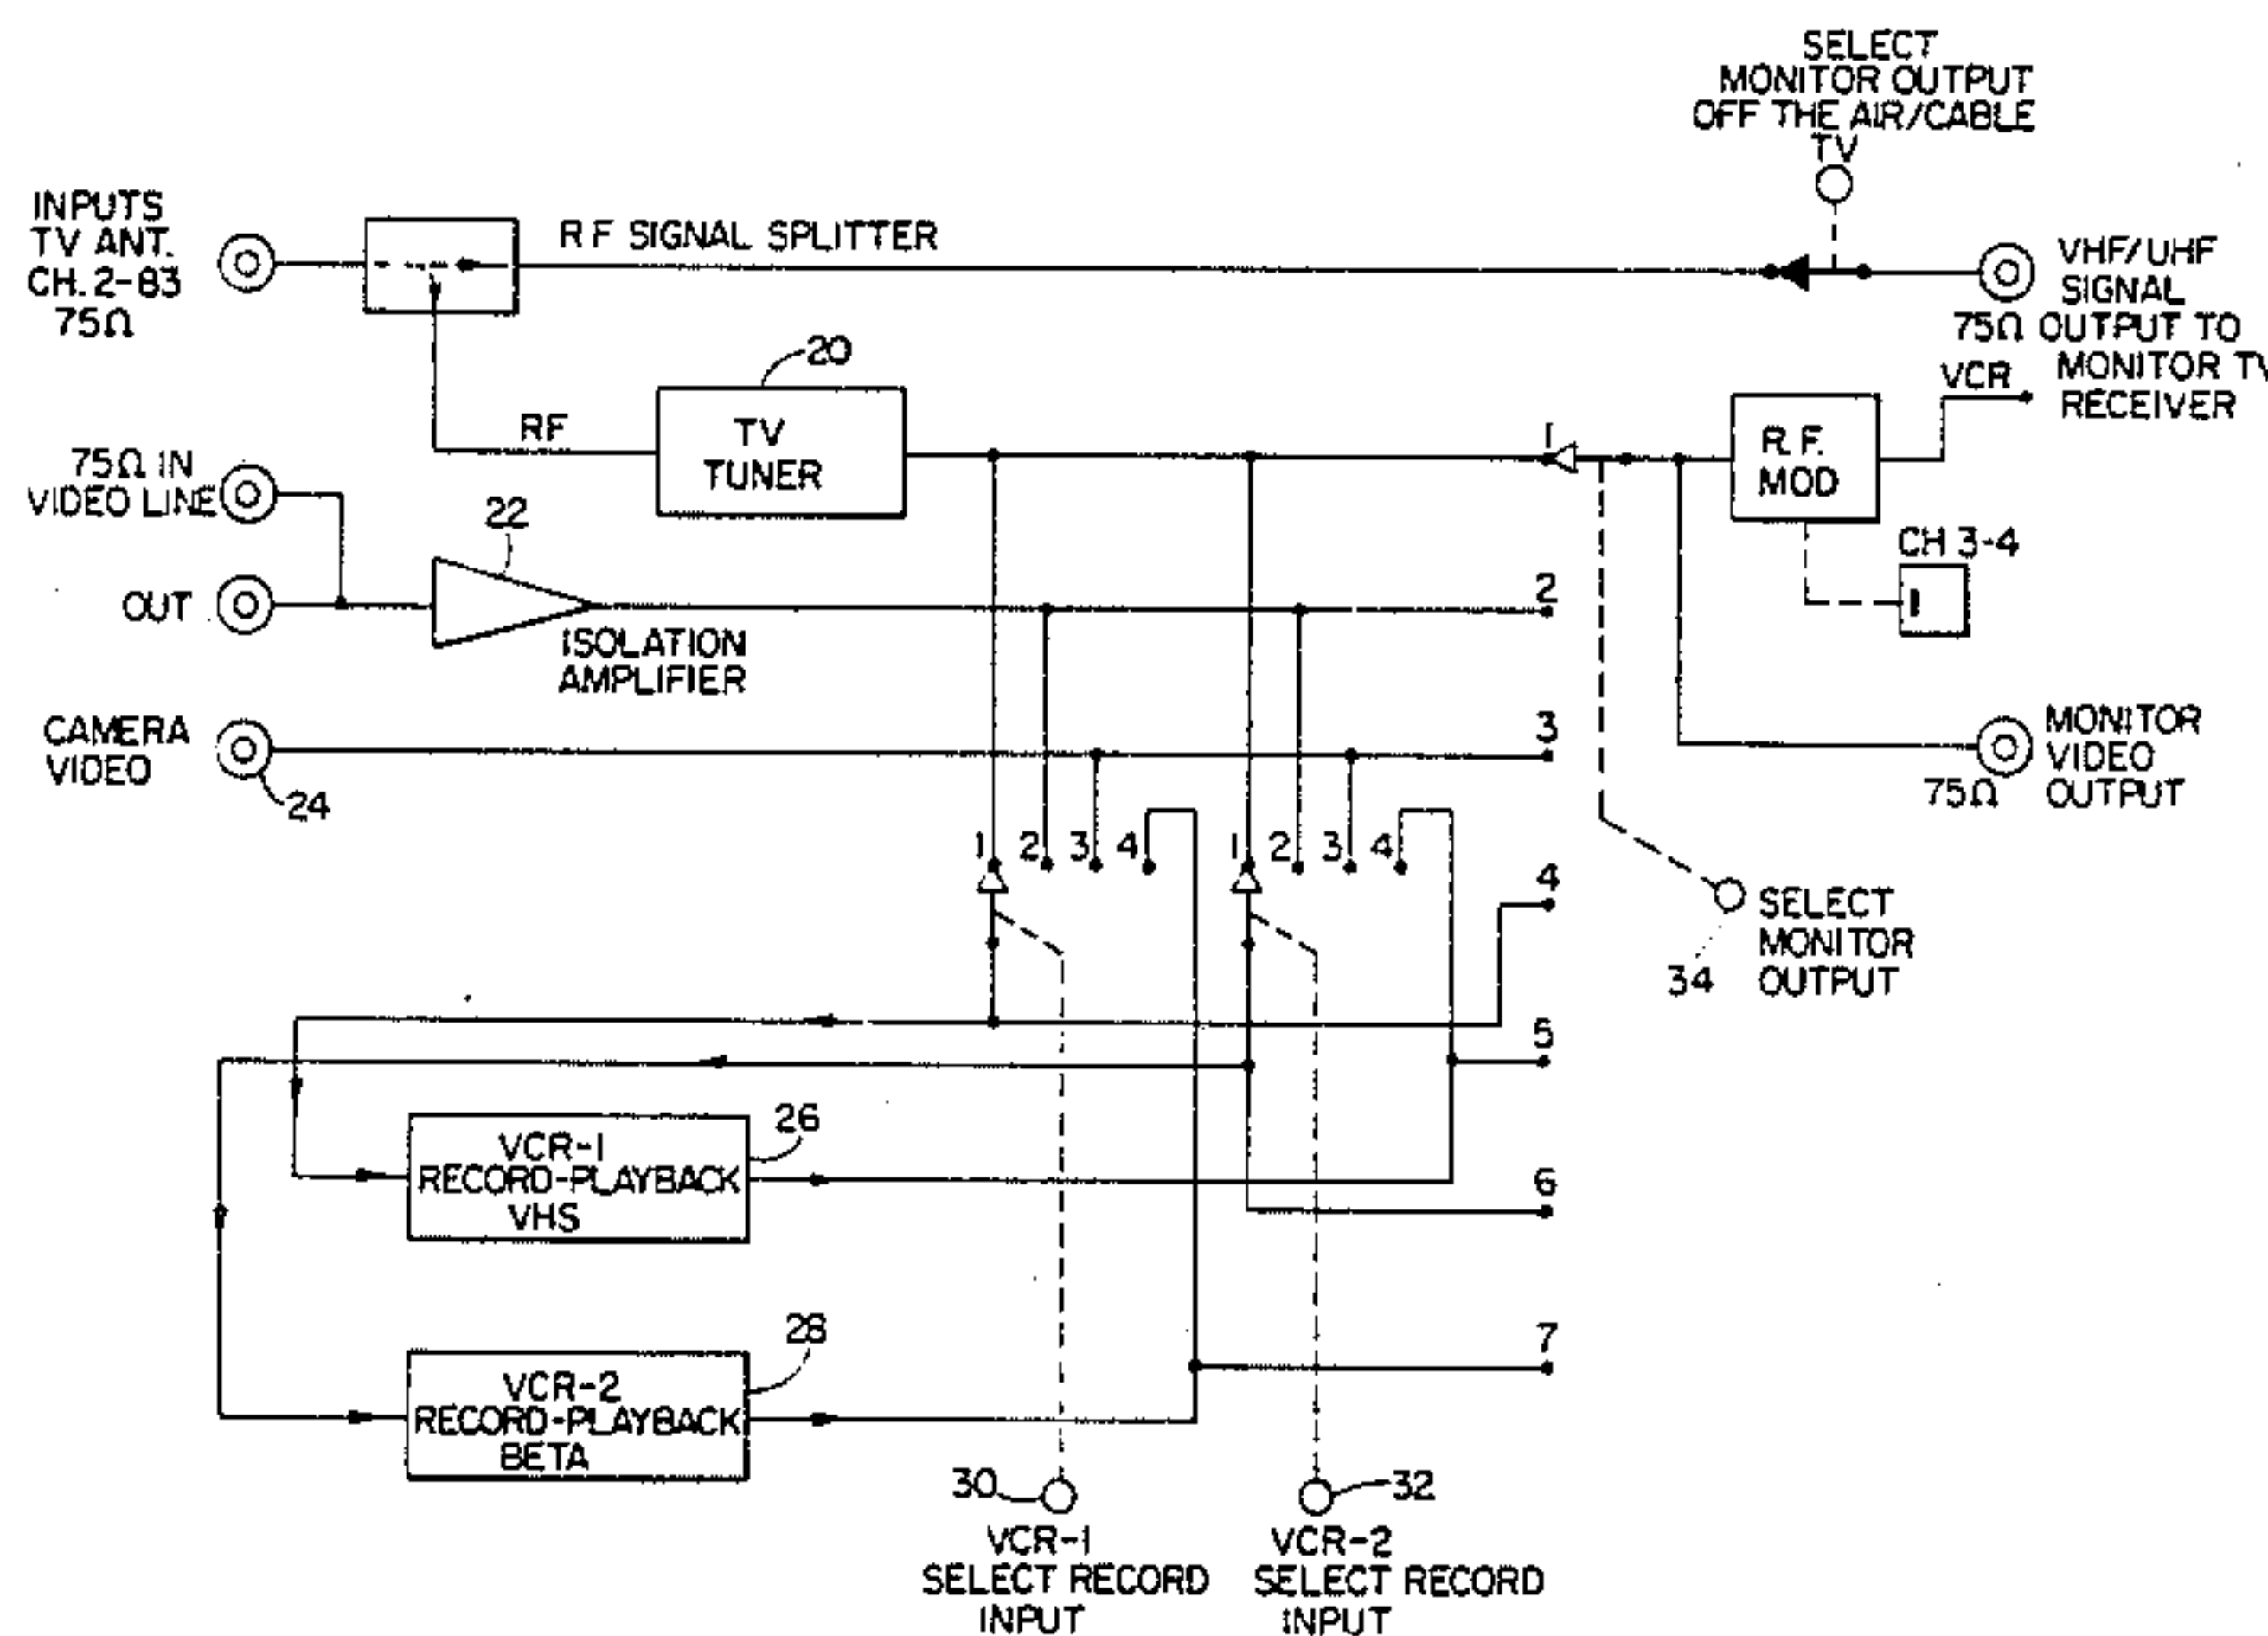 SELECT
MONITOR OUTPUT
OFF THE AIR/CABLE
TV
INPUTS
TV ANT.
CH. 2-83
75Ω
RF SIGNAL SPLITTER
VHF/UHF
SIGNAL
75Ω OUTPUT TO
MONITOR TV
RECEIVER
VCR
20
RF
TV
TUNER
1
R.F.
MOD
CH 3-4
75Ω IN
VIDEO LINE
22
OUT
ISOLATION
AMPLIFIER
2
CAMERA
VIDEO
24
3
MONITOR
VIDEO
75Ω OUTPUT
1 2 3 4 1 2 3 4
4
SELECT
MONITOR
34 OUTPUT
5
VCR-1
RECORD-PLAYBACK
VHS
26
6
VCR-2
RECORD-PLAYBACK
BETA
28
7
30
32
VCR-1
SELECT RECORD
INPUT
VCR-2
SELECT RECORD
INPUT